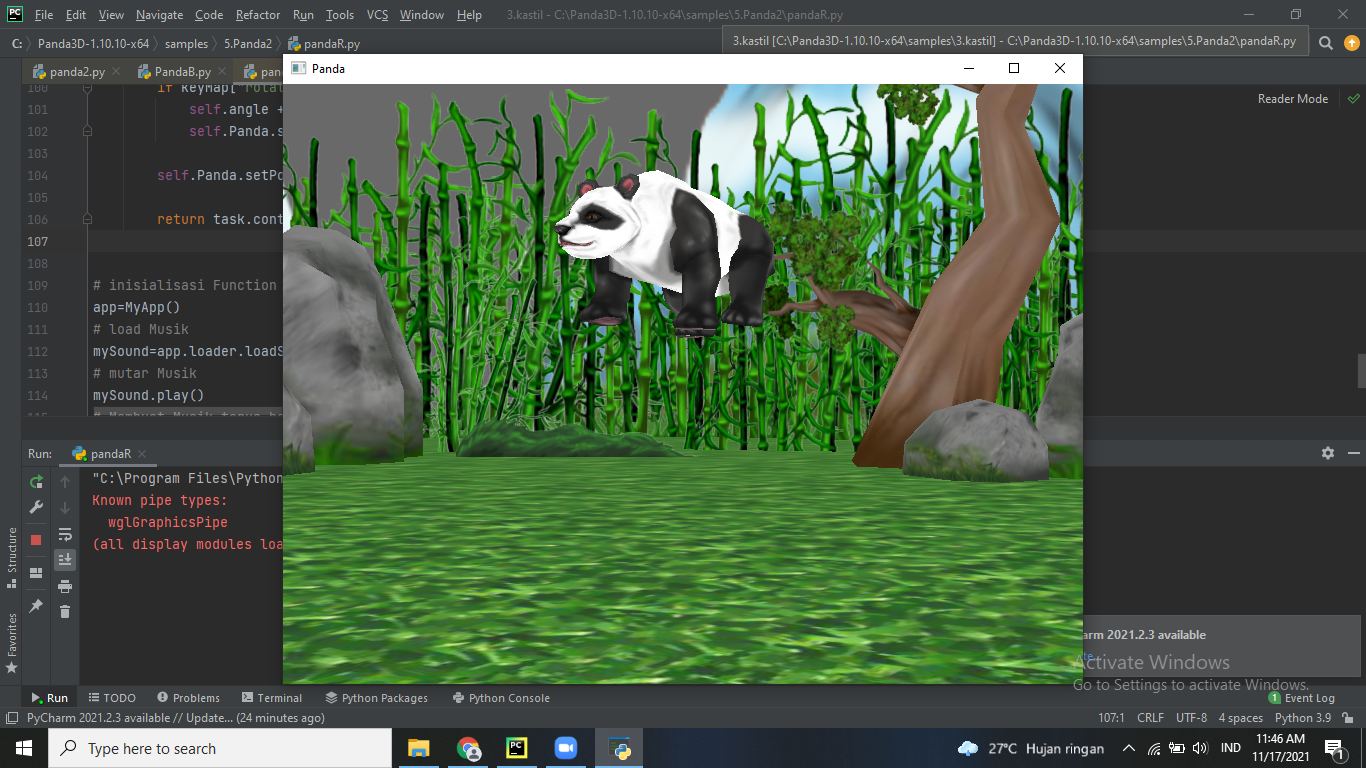 File Edit View Navigate Code Refactor Run Tools VCS Window Help 3.kastil - C:\Panda3D-1.10.10-x64\samples\5.Panda2\pandaR.py
C: Panda3D-1.10.10-x64 samples 5.Panda2 pandaR.py
3.kastil [C:\Panda3D-1.10.10-x64\samples\3.kastil] - C:\Panda3D-1.10.10-x64\samples\5.Panda2\pandaR.py
panda2.py PandaB.py
Panda
Reader Mode
100 if keyMap[
101 self.angle +
102 self.Panda.s
103
104 self.Panda.setPo
105
106 return task.cont
107
108
109 # inisialisasi Function
110 app=MyApp()
111 # load Musik
112 mySound=app.loader.loadS
113 # mutar Musik
114 mySound.play()
Run: pandaR
"C:\Program Files\Python
Known pipe types:
wglGraphicsPipe
(all display modules loa
Structure
Favorites
arm 2021.2.3 available
Activate Windows
Go to Settings to activate Windows.
Run TODO Problems Terminal Python Packages Python Console 1 Event Log
PyCharm 2021.2.3 available // Update... (24 minutes ago) 107:1 CRLF UTF-8 4 spaces Python 3.9
Type here to search
27°C Hujan ringan IND 11:46 AM
11/17/2021 1